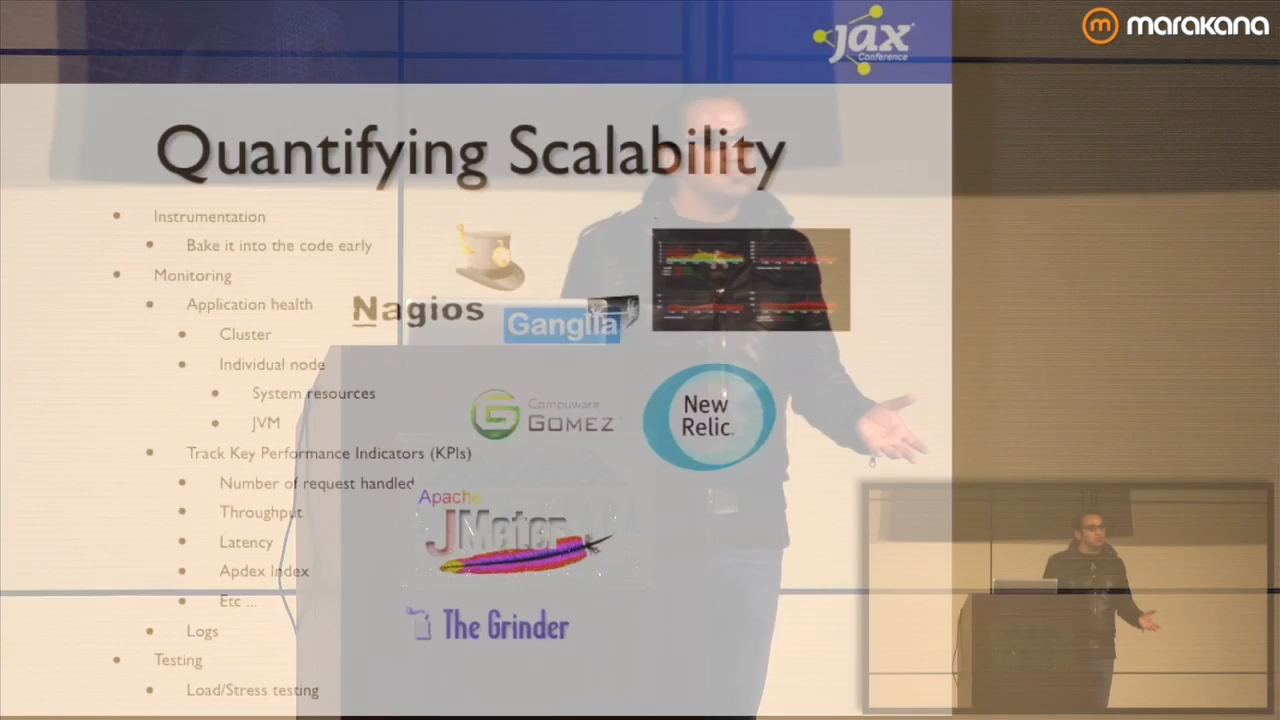 jax
Conference
marakana
Quantifying Scalability
Instrumentation
Bake it into the code early
Monitoring
Application health
Nagios
Ganglia
Cluster
Individual node
System resources
JVM
Compuware
GOMEZ
New
Relic.
Track Key Performance Indicators (KPIs)
Number of request handled
Apache
JMeter
Throughput
Latency
Apdex Index
Etc ...
The Grinder
Logs
Testing
Load/Stress testing